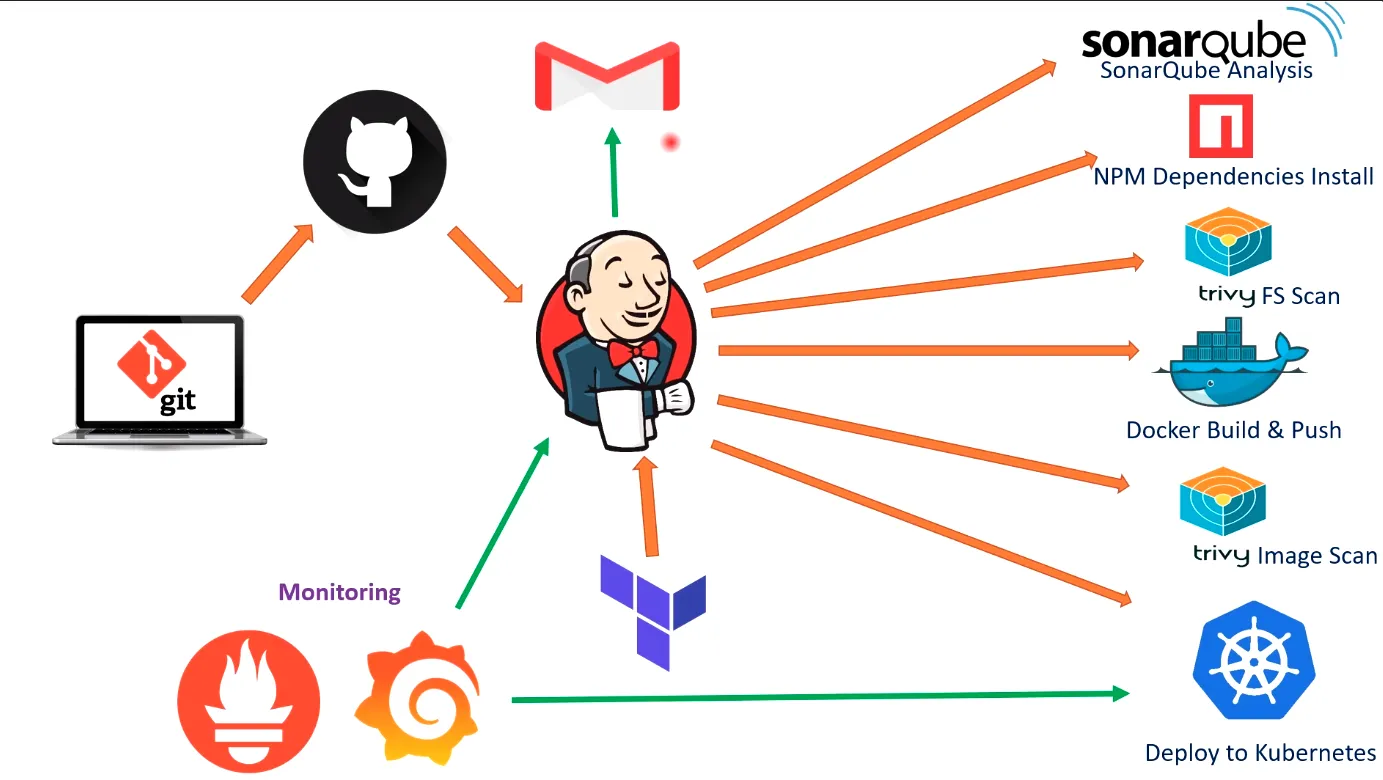 sonarqube
SonarQube Analysis
NPM Dependencies Install
trivy FS Scan
git
Docker Build & Push
trivy Image Scan
Monitoring
Deploy to Kubernetes